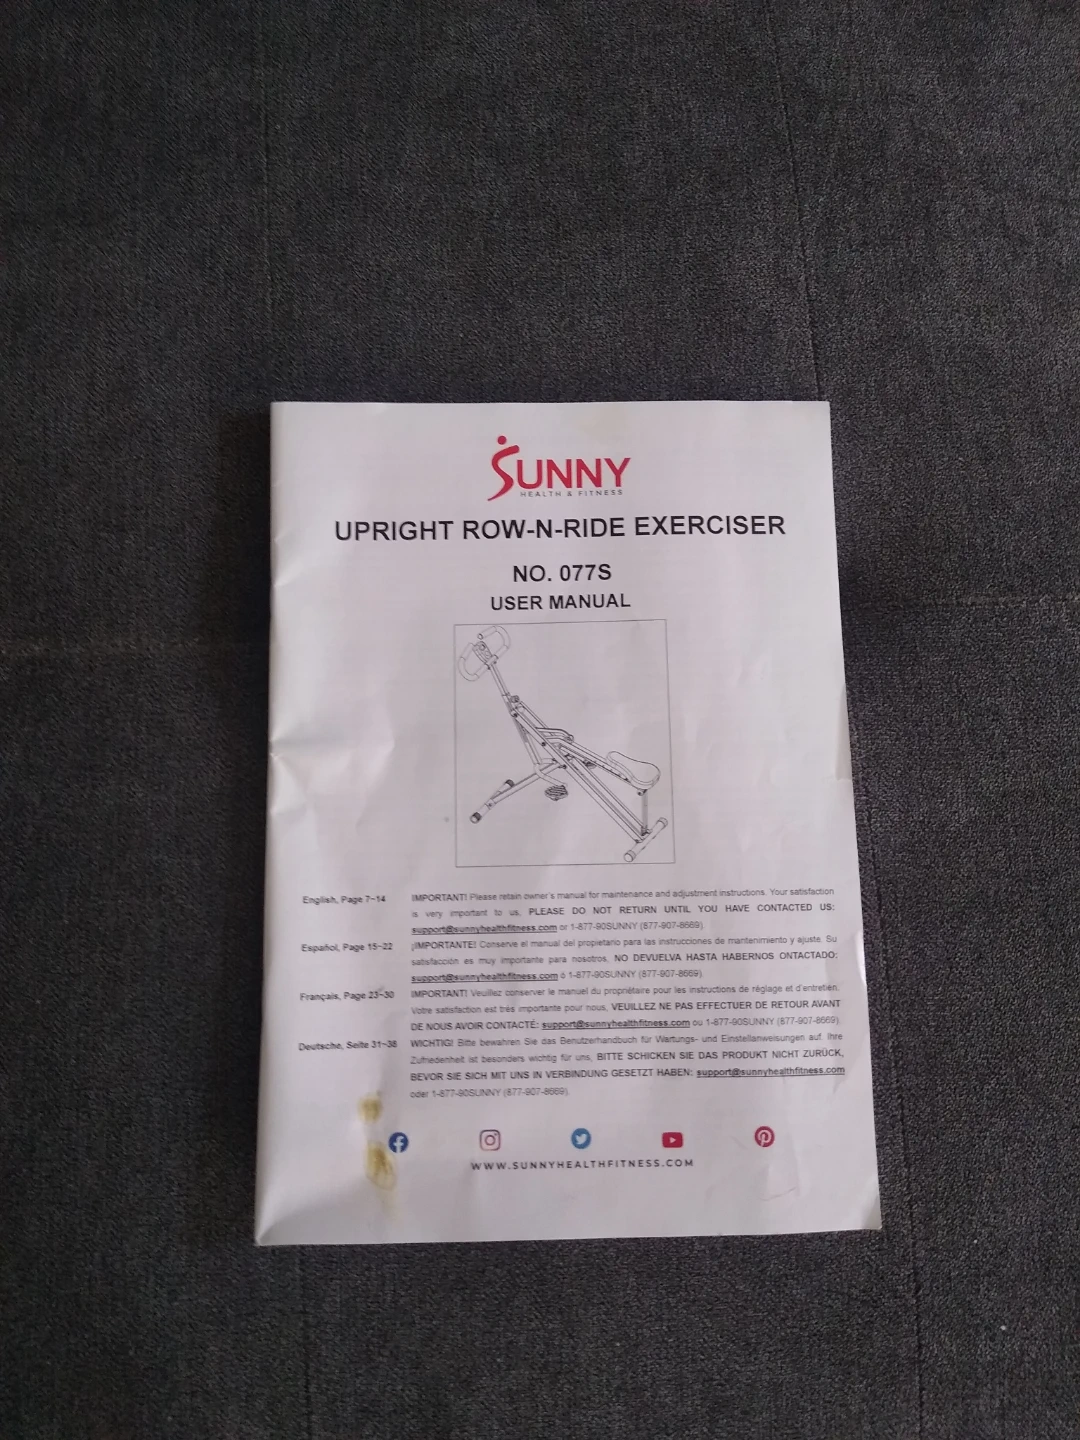 SUNNY
HEALTH & FITNESS
UPRIGHT ROW-N-RIDE EXERCISER
NO. 077S
USER MANUAL
English, Page 7~14
IMPORTANT! Please retain owner's manual for maintenance and adjustment instructions. Your satisfaction
is very important to us, PLEASE DO NOT RETURN UNTIL YOU HAVE CONTACTED US:
support@sunnyhealthfitness.com or 1-877-90SUNNY (877-907-8669).
Español, Page 15~22
¡IMPORTANTE! Conserve el manual del propietario para las instrucciones de mantenimiento y ajuste. Su
satisfacción es muy importante para nosotros, NO DEVUELVA HASTA HABERNOS ONTACTADO:
support@sunnyhealthfitness.com o 1-877-90SUNNY (877-907-8669).
Français, Page 23~30
IMPORTANT! Veuillez conserver le manuel du propriétaire pour les instructions de réglage et d'entretien.
Votre satisfaction est très importante pour nous, VEUILLEZ NE PAS EFFECTUER DE RETOUR AVANT
DE NOUS AVOIR CONTACTÉ: support@sunnyhealthfitness.com ou 1-877-90SUNNY (877-907-8669).
Deutsche, Seite 31~38
WICHTIG! Bitte bewahren Sie das Benutzerhandbuch für Wartungs- und Einstellanweisungen auf. Ihre
Zufriedenheit ist besonders wichtig für uns, BITTE SCHICKEN SIE DAS PRODUKT NICHT ZURÜCK,
BEVOR SIE SICH MIT UNS IN VERBINDUNG GESETZT HABEN: support@sunnyhealthfitness.com
oder 1-877-90SUNNY (877-907-8669).
WWW.SUNNYHEALTHFITNESS.COM